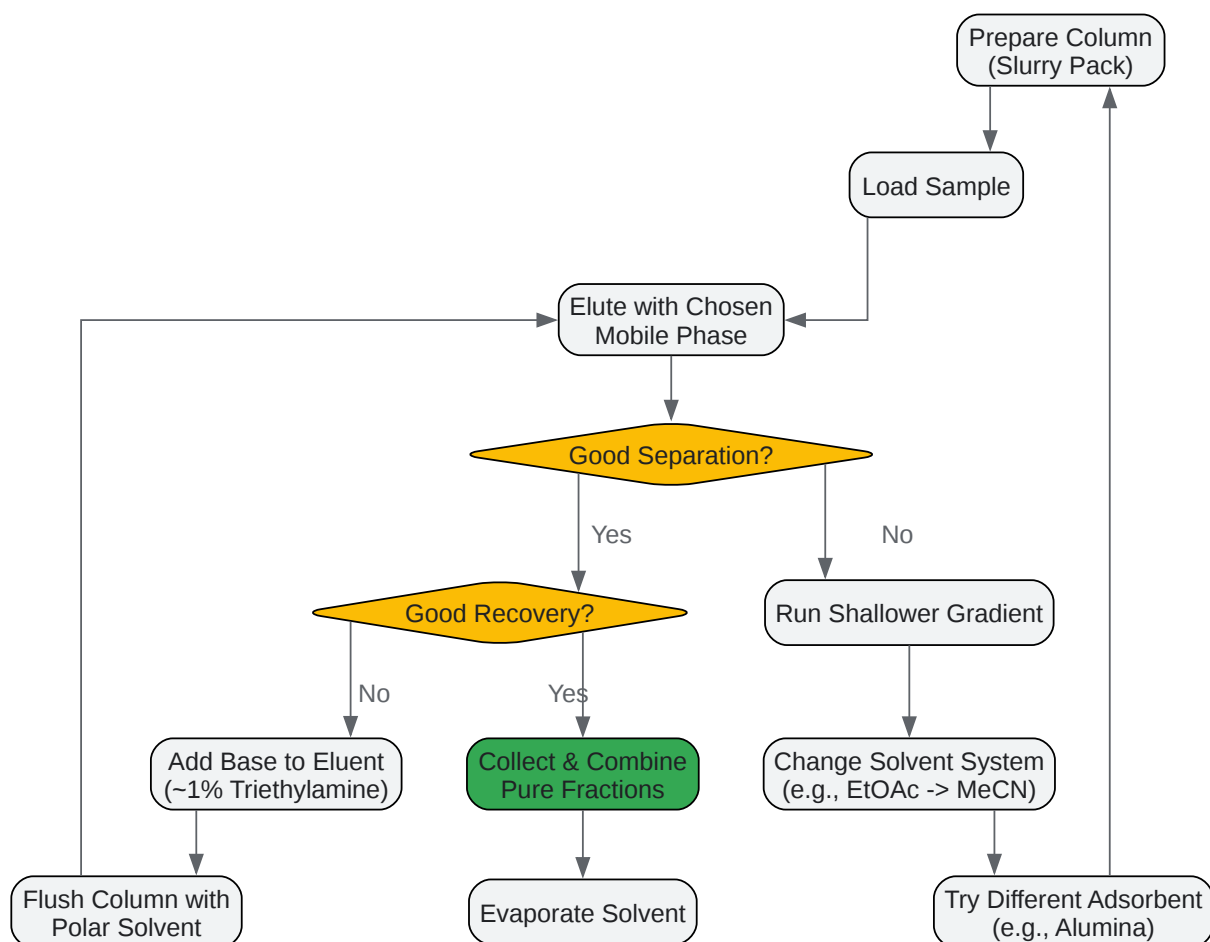 Prepare Column
(Slurry Pack)
Load Sample
Elute with Chosen
Mobile Phase
Good Separation?
Yes
No
Good Recovery?
Run Shallower Gradient
No
Yes
Add Base to Eluent
(~1% Triethylamine)
Collect & Combine
Pure Fractions
Change Solvent System
(e.g., EtOAc -> MeCN)
Flush Column with
Polar Solvent
Evaporate Solvent
Try Different Adsorbent
(e.g., Alumina)